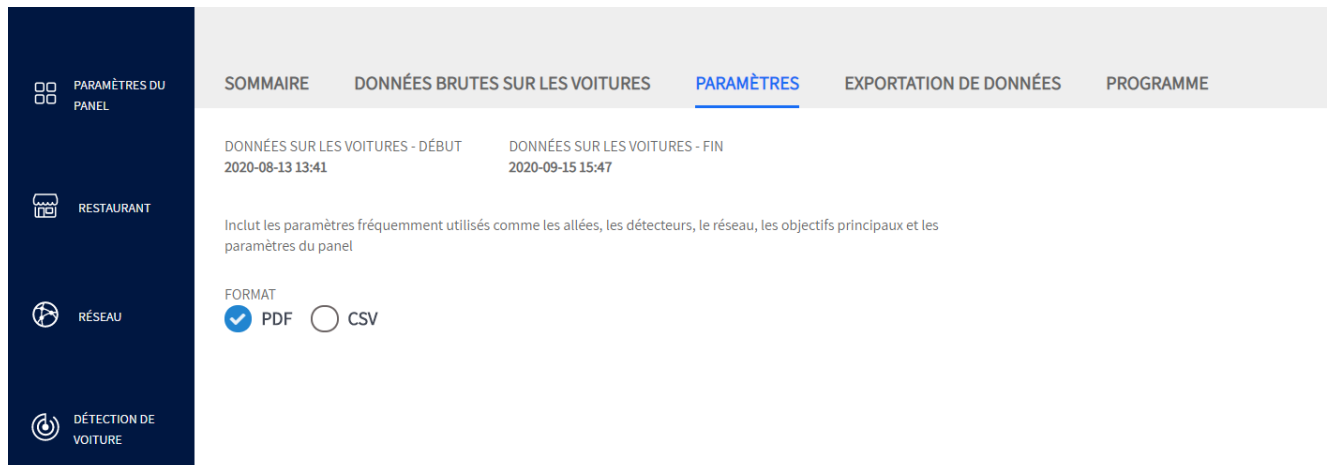 PARAMÈTRES DU
PANEL
RESTAURANT
RÉSEAU
DÉTECTION DE
VOITURE
SOMMAIRE DONNÉES BRUTES SUR LES VOITURES PARAMÈTRES EXPORTATION DE DONNÉES PROGRAMME
DONNÉES SUR LES VOITURES - DÉBUT DONNÉES SUR LES VOITURES - FIN
2020-08-13 13:41 2020-09-15 15:47
Inclut les paramètres fréquemment utilisés comme les allées, les détecteurs, le réseau, les objectifs principaux et les
paramètres du panel
FORMAT
PDF CSV